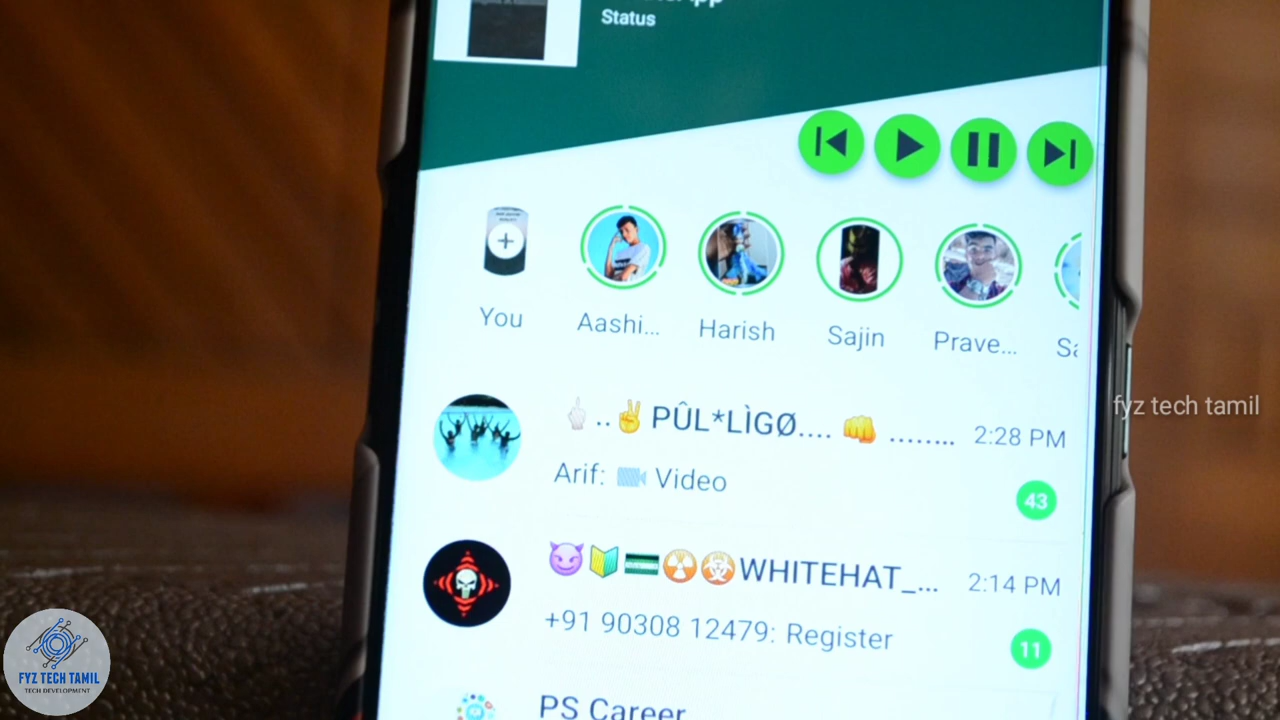 Status
You
Aashi...
Harish
Sajin
Prave...
..✌PÛL*LÌGØ.... 👊 ........
2:28 PM
Arif: Video
43
WHITEHAT_...
2:14 PM
+91 90308 12479: Register
11
PS Career
fyz tech tamil
FYZ TECH TAMIL
TECH DEVELOPMENT